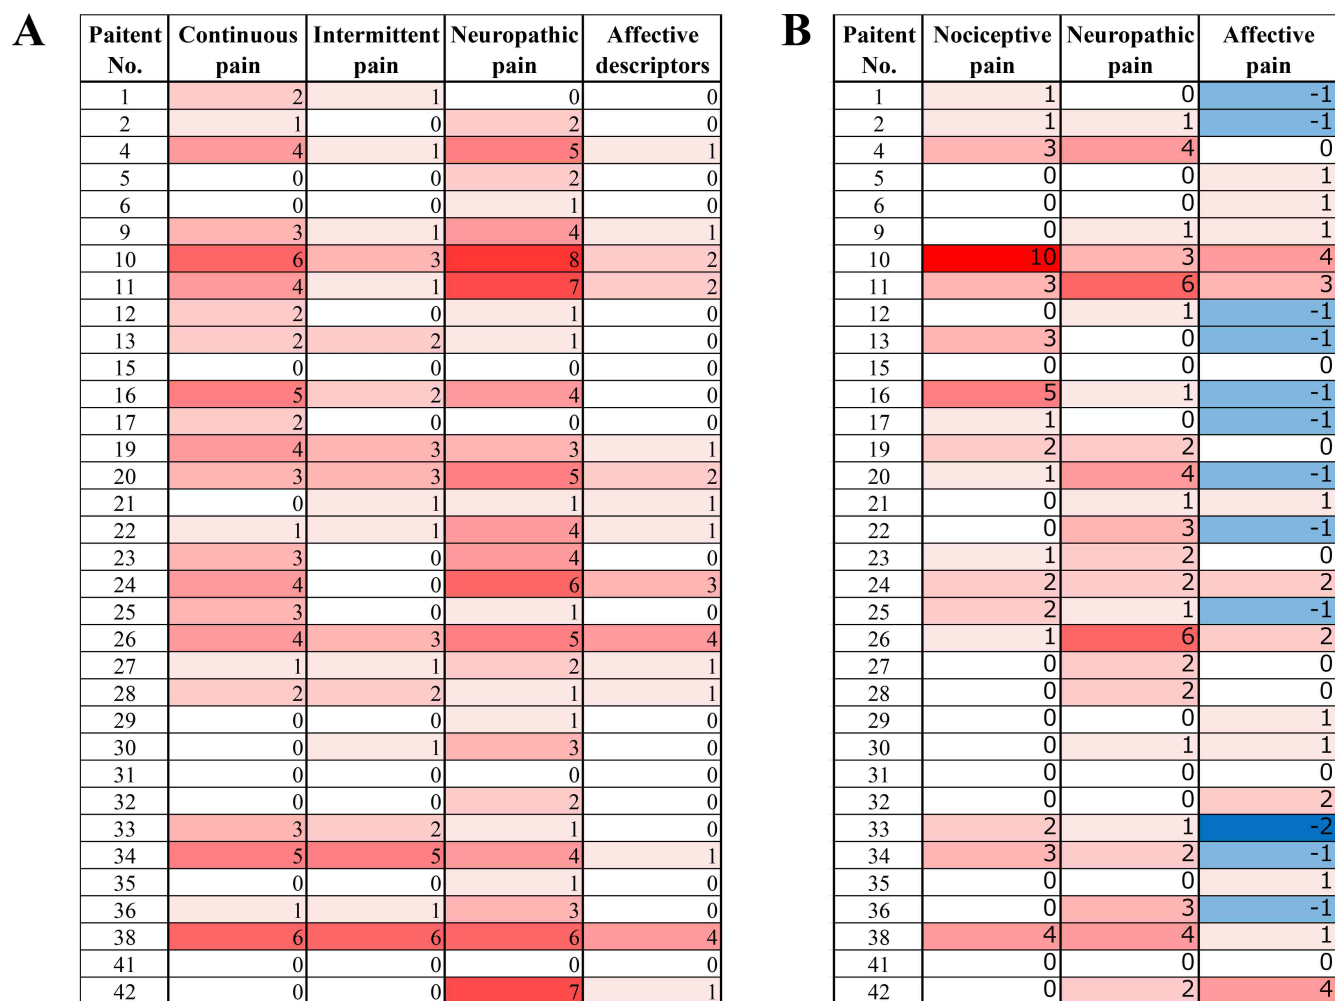 A
B
Paitent No. Continuous pain Intermittent pain Neuropathic pain Affective descriptors
1 2 1 0 0
2 1 0 2 0
4 4 1 5 1
5 0 0 2 0
6 0 0 1 0
9 3 1 4 1
10 6 3 8 2
11 4 1 7 2
12 2 0 1 0
13 2 2 1 0
15 0 0 0 0
16 5 2 4 0
17 2 0 0 0
19 4 3 3 1
20 3 3 5 2
21 0 1 1 1
22 1 1 4 1
23 3 0 4 0
24 4 0 6 3
25 3 0 1 0
26 4 3 5 4
27 1 1 2 1
28 2 2 1 1
29 0 0 1 0
30 0 1 3 0
31 0 0 0 0
32 0 0 2 0
33 3 2 1 0
34 5 5 4 1
35 0 0 1 0
36 1 1 3 0
38 6 6 6 4
41 0 0 0 0
42 0 0 7 1
Paitent No. Nociceptive pain Neuropathic pain Affective pain
1 1 0 -1
2 1 1 -1
4 3 4 0
5 0 0 1
6 0 0 1
9 0 1 1
10 10 3 4
11 3 6 3
12 0 1 -1
13 3 0 -1
15 0 0 0
16 5 1 -1
17 1 0 -1
19 2 2 0
20 1 4 -1
21 0 1 1
22 0 3 -1
23 1 2 0
24 2 2 2
25 2 1 -1
26 1 6 2
27 0 2 0
28 0 2 0
29 0 0 1
30 0 1 1
31 0 0 0
32 0 0 2
33 2 1 -2
34 3 2 -1
35 0 0 1
36 0 3 -1
38 4 4 1
41 0 0 0
42 0 2 4